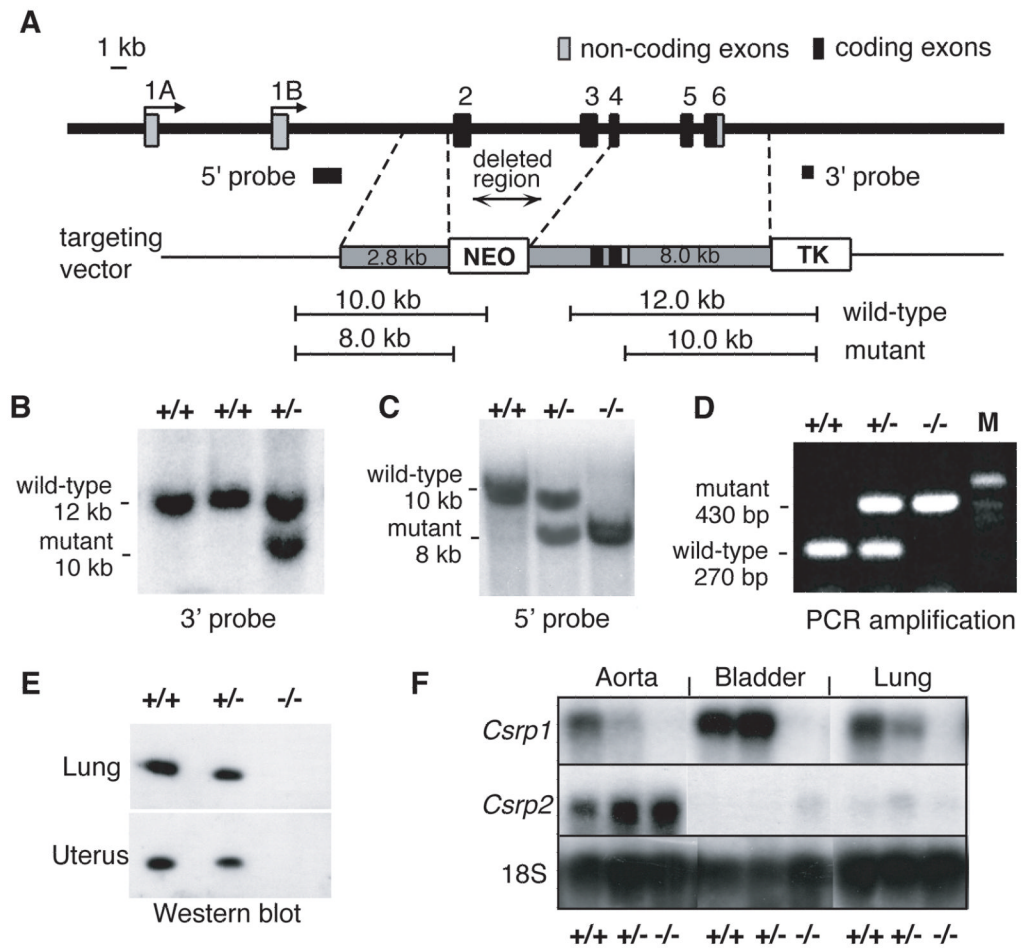 A
1 kb
non-coding exons
coding exons
1A
1B
2
3
4
5
6
5' probe
deleted
region
3' probe
targeting
vector
2.8 kb
NEO
8.0 kb
TK
10.0 kb
12.0 kb
wild-type
8.0 kb
10.0 kb
mutant
B
+/+ +/+ +/-
wild-type
12 kb
mutant
10 kb
3’ probe
C
+/+ +/- -/-
wild-type
10 kb
mutant
8 kb
5’ probe
D
+/+ +/- -/- M
mutant
430 bp
wild-type
270 bp
PCR amplification
E
+/+ +/- -/-
Lung
Uterus
Western blot
F
Aorta Bladder Lung
Csrp1
Csrp2
18S
+/+ +/- -/- +/+ +/- -/- +/+ +/- -/-